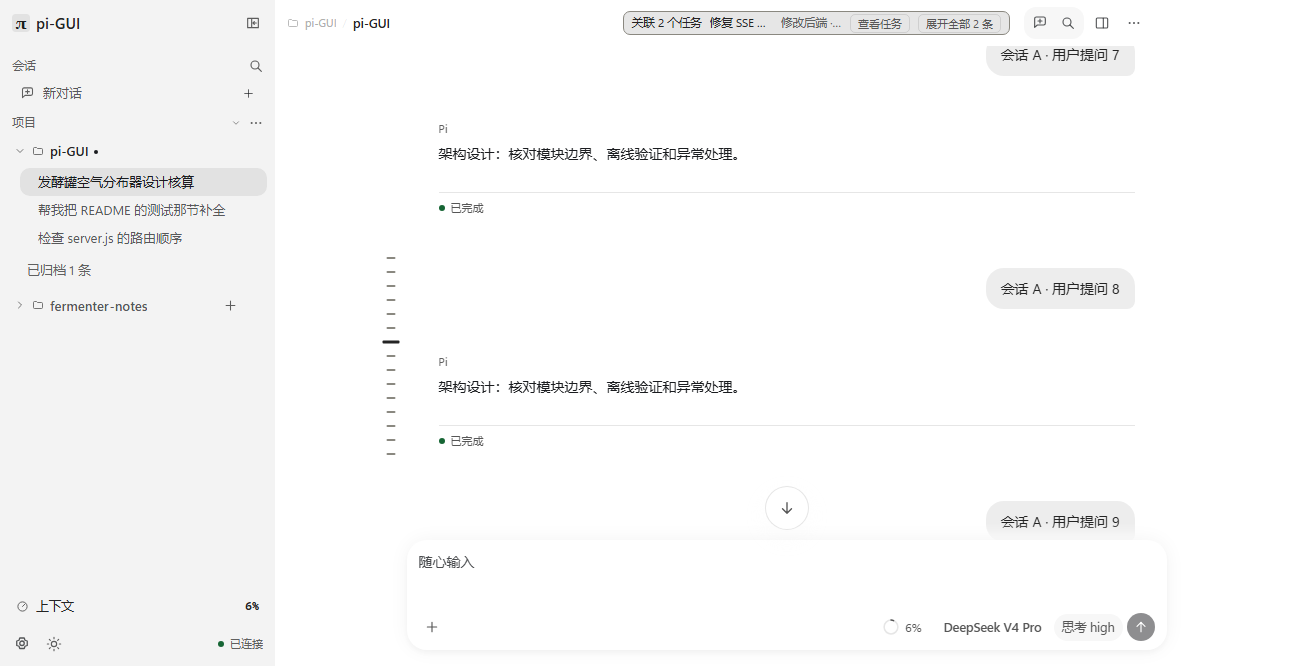 π pi-GUI
会话
新对话
项目
pi-GUI
发酵罐空气分布器设计核算
帮我把 README 的测试那节补全
检查 server.js 的路由顺序
已归档 1 条
fermenter-notes
上下文 6%
已连接
pi-GUI / pi-GUI
关联 2 个任务 修复 SSE ... 修改后端 ·... 查看任务 展开全部 2 条
会话 A · 用户提问 7
Pi
架构设计：核对模块边界、离线验证和异常处理。
已完成
会话 A · 用户提问 8
Pi
架构设计：核对模块边界、离线验证和异常处理。
已完成
会话 A · 用户提问 9
随心输入
6% DeepSeek V4 Pro 思考 high